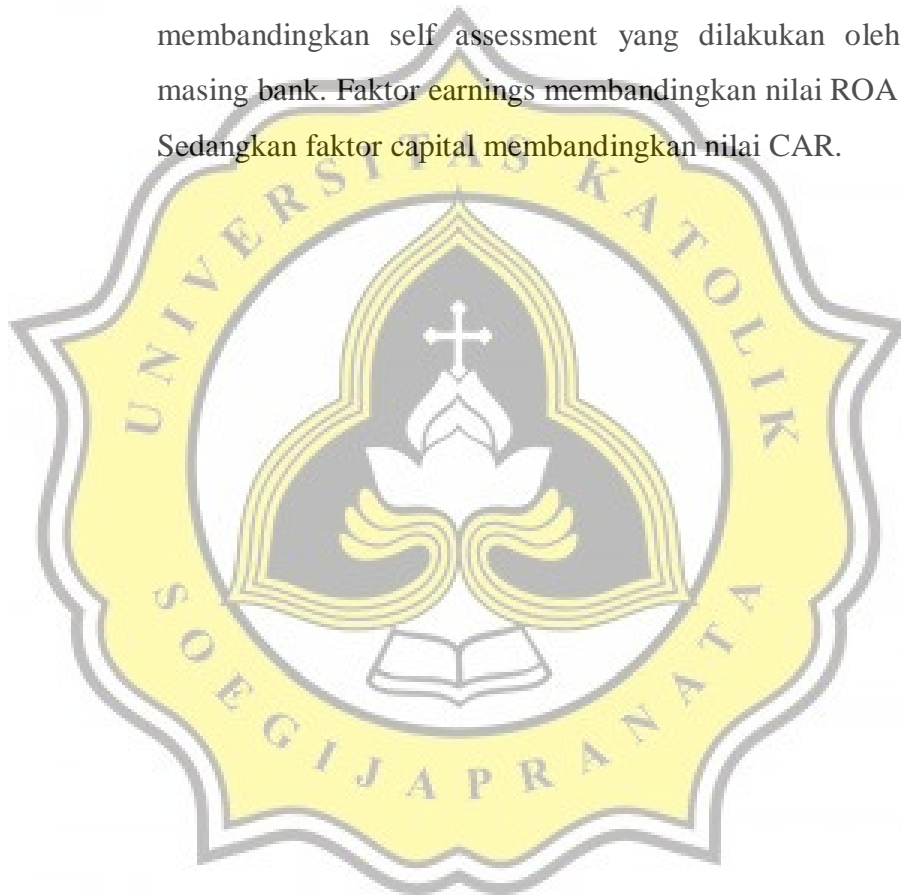 membandingkan self assessment yang dilakukan oleh
masing bank. Faktor earnings membandingkan nilai ROA
Sedangkan faktor capital membandingkan nilai CAR.
UNIVERSITAS KATOLIK
SOEGIJAPRANATA